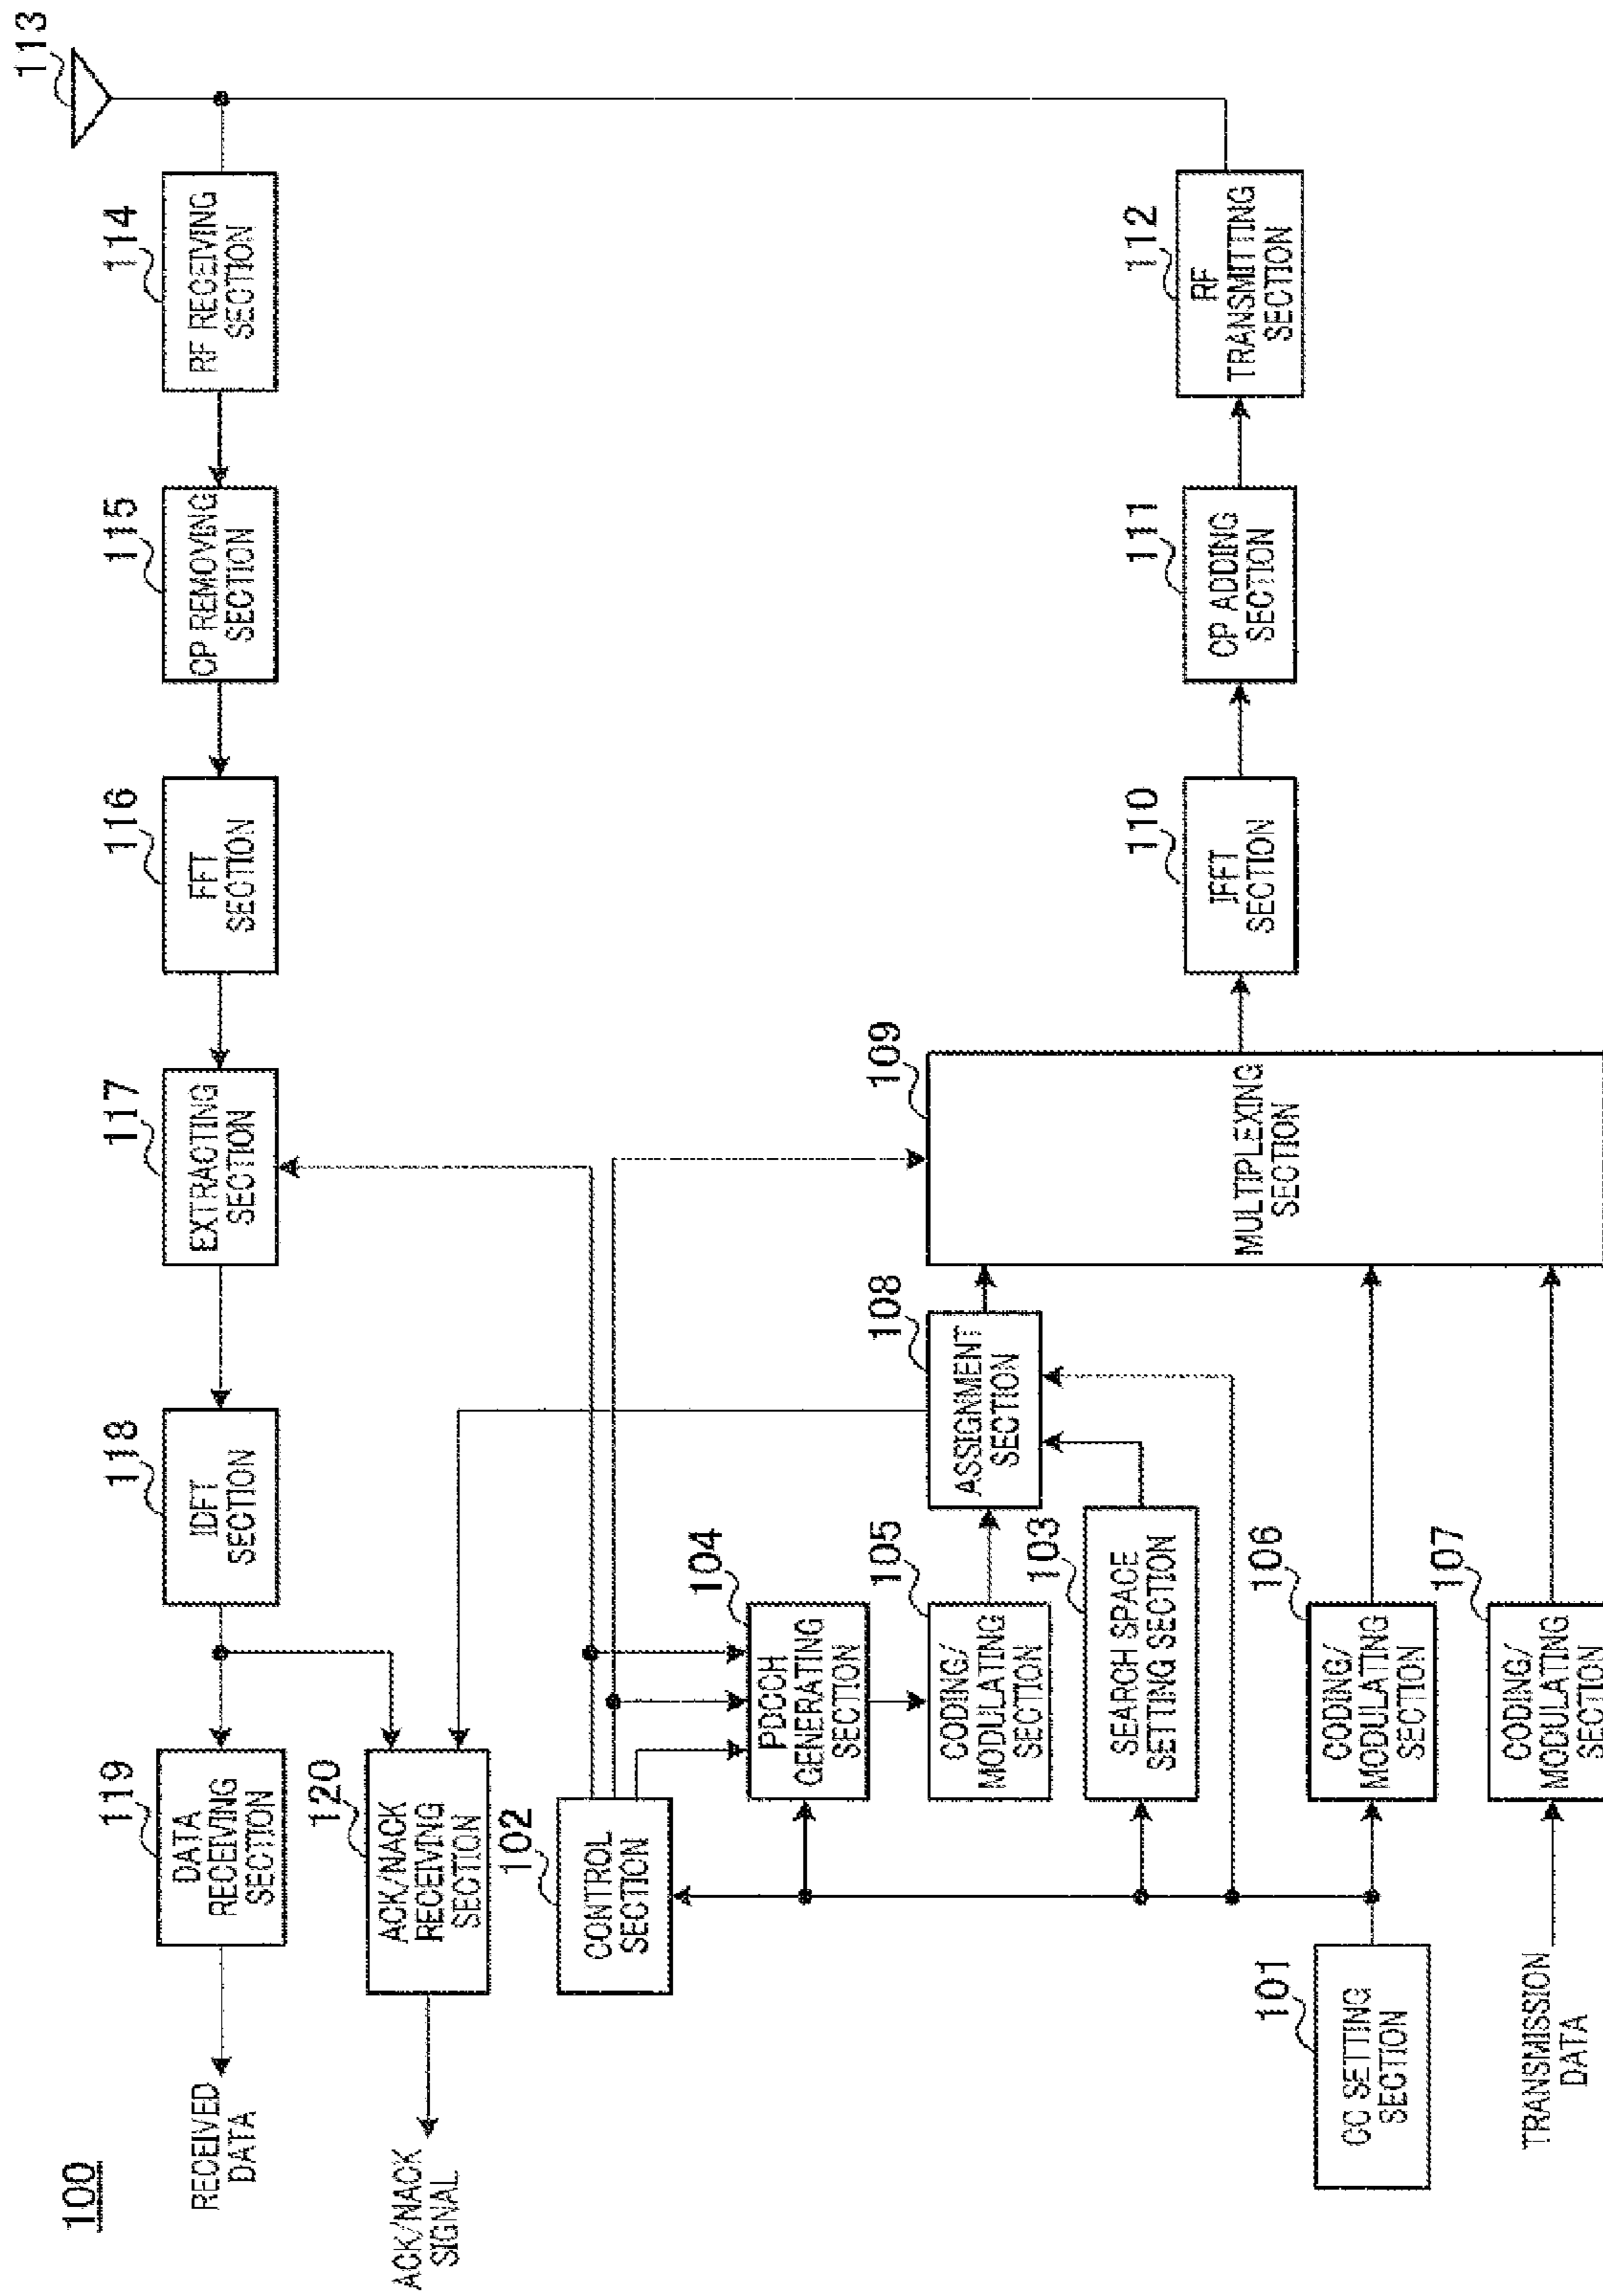 100
RECEIVED
DATA
ACK/NACK
SIGNAL
119
DATA
RECEIVING
SECTION
120
ACK/NACK
RECEIVING
SECTION
118
IDFT
SECTION
117
EXTRACTING
SECTION
116
FFT
SECTION
115
CP REMOVING
SECTION
114
RF RECEIVING
SECTION
113
102
CONTROL
SECTION
104
PDCCH
GENERATING
SECTION
105
CODING/
MODULATING
SECTION
108
ASSIGNMENT
SECTION
103
SEARCH SPACE
SETTING SECTION
109
MULTIPLEXING
SECTION
110
IFFT
SECTION
111
CP ADDING
SECTION
112
RF
TRANSMITTING
SECTION
101
CC SETTING
SECTION
106
CODING/
MODULATING
SECTION
107
CODING/
MODULATING
SECTION
TRANSMISSION
DATA